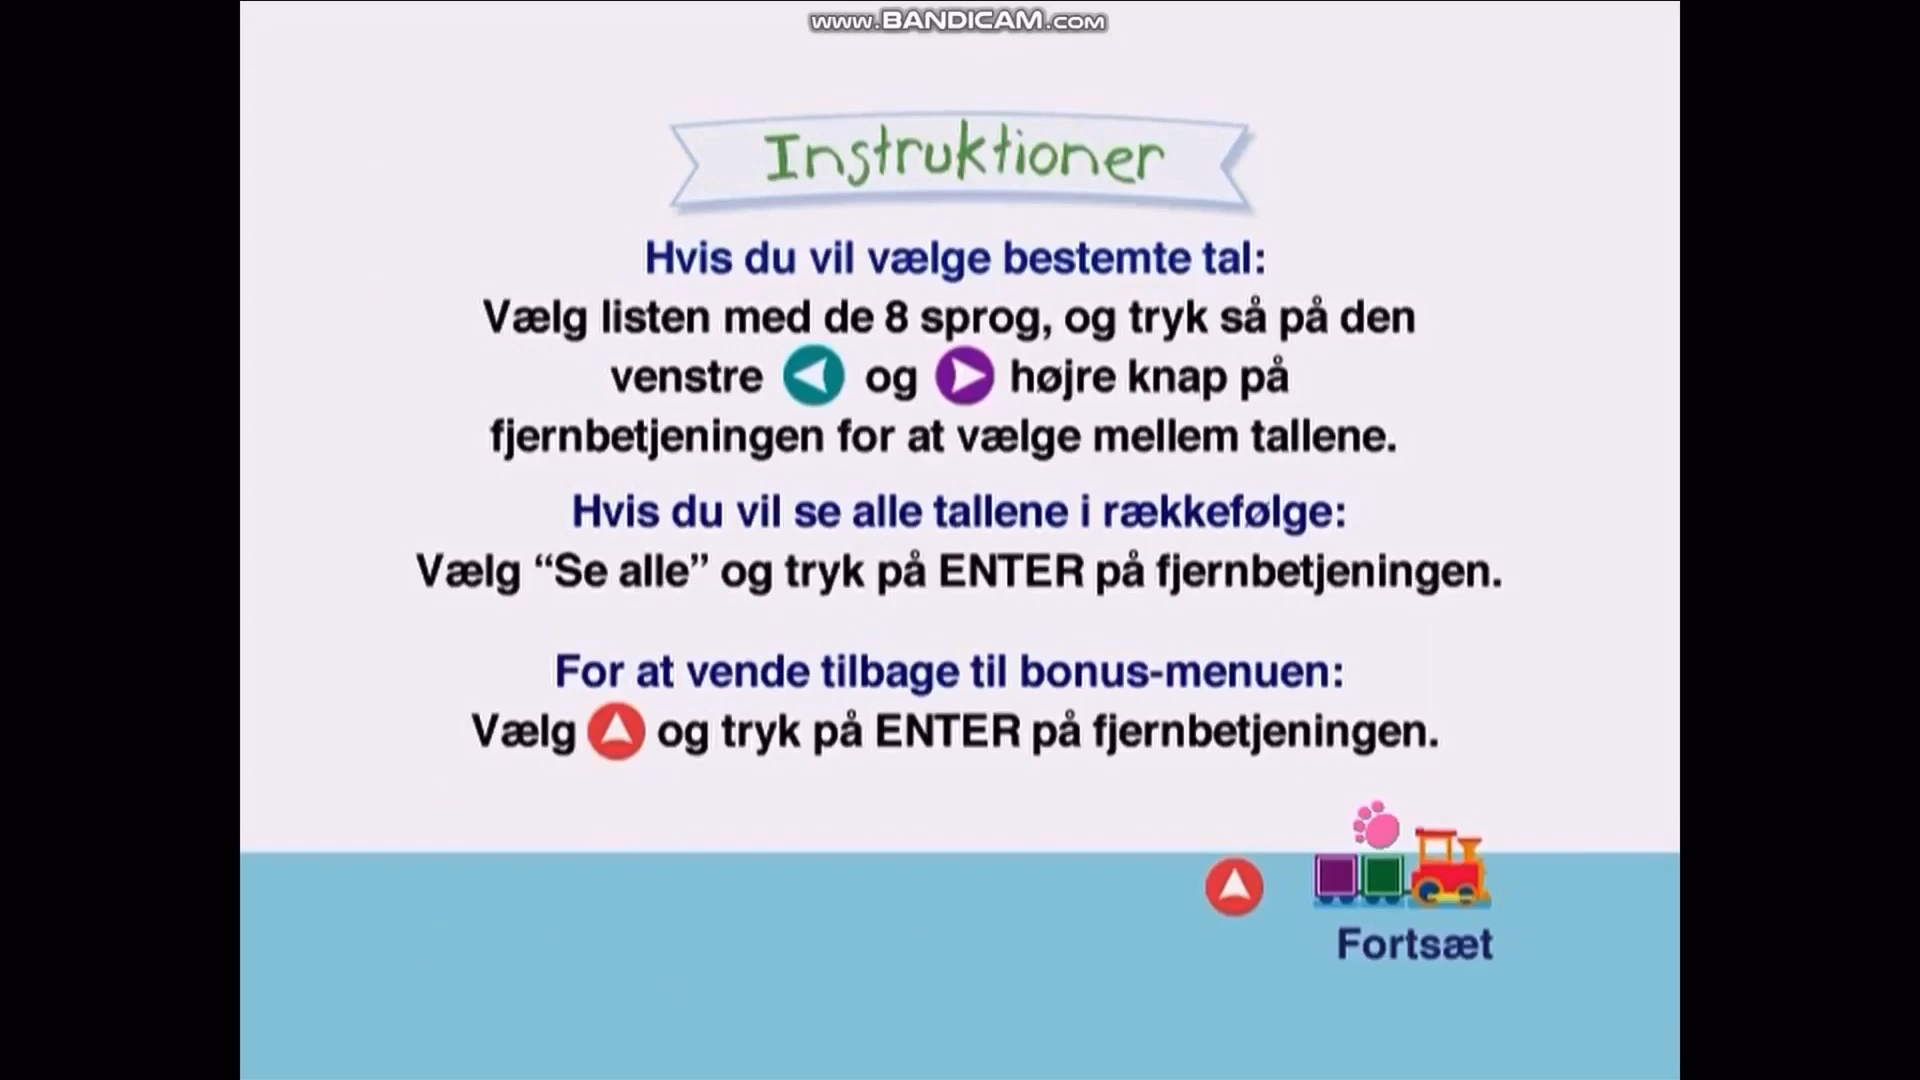 www.BANDICAM.com
Instruktioner
Hvis du vil vælge bestemte tal:
Vælg listen med de 8 sprog, og tryk så på den
venstre og højre knap på
fjernbetjeningen for at vælge mellem tallene.
Hvis du vil se alle tallene i rækkefølge:
Vælg “Se alle” og tryk på ENTER på fjernbetjeningen.
For at vende tilbage til bonus-menuen:
Vælg og tryk på ENTER på fjernbetjeningen.
Fortsæt